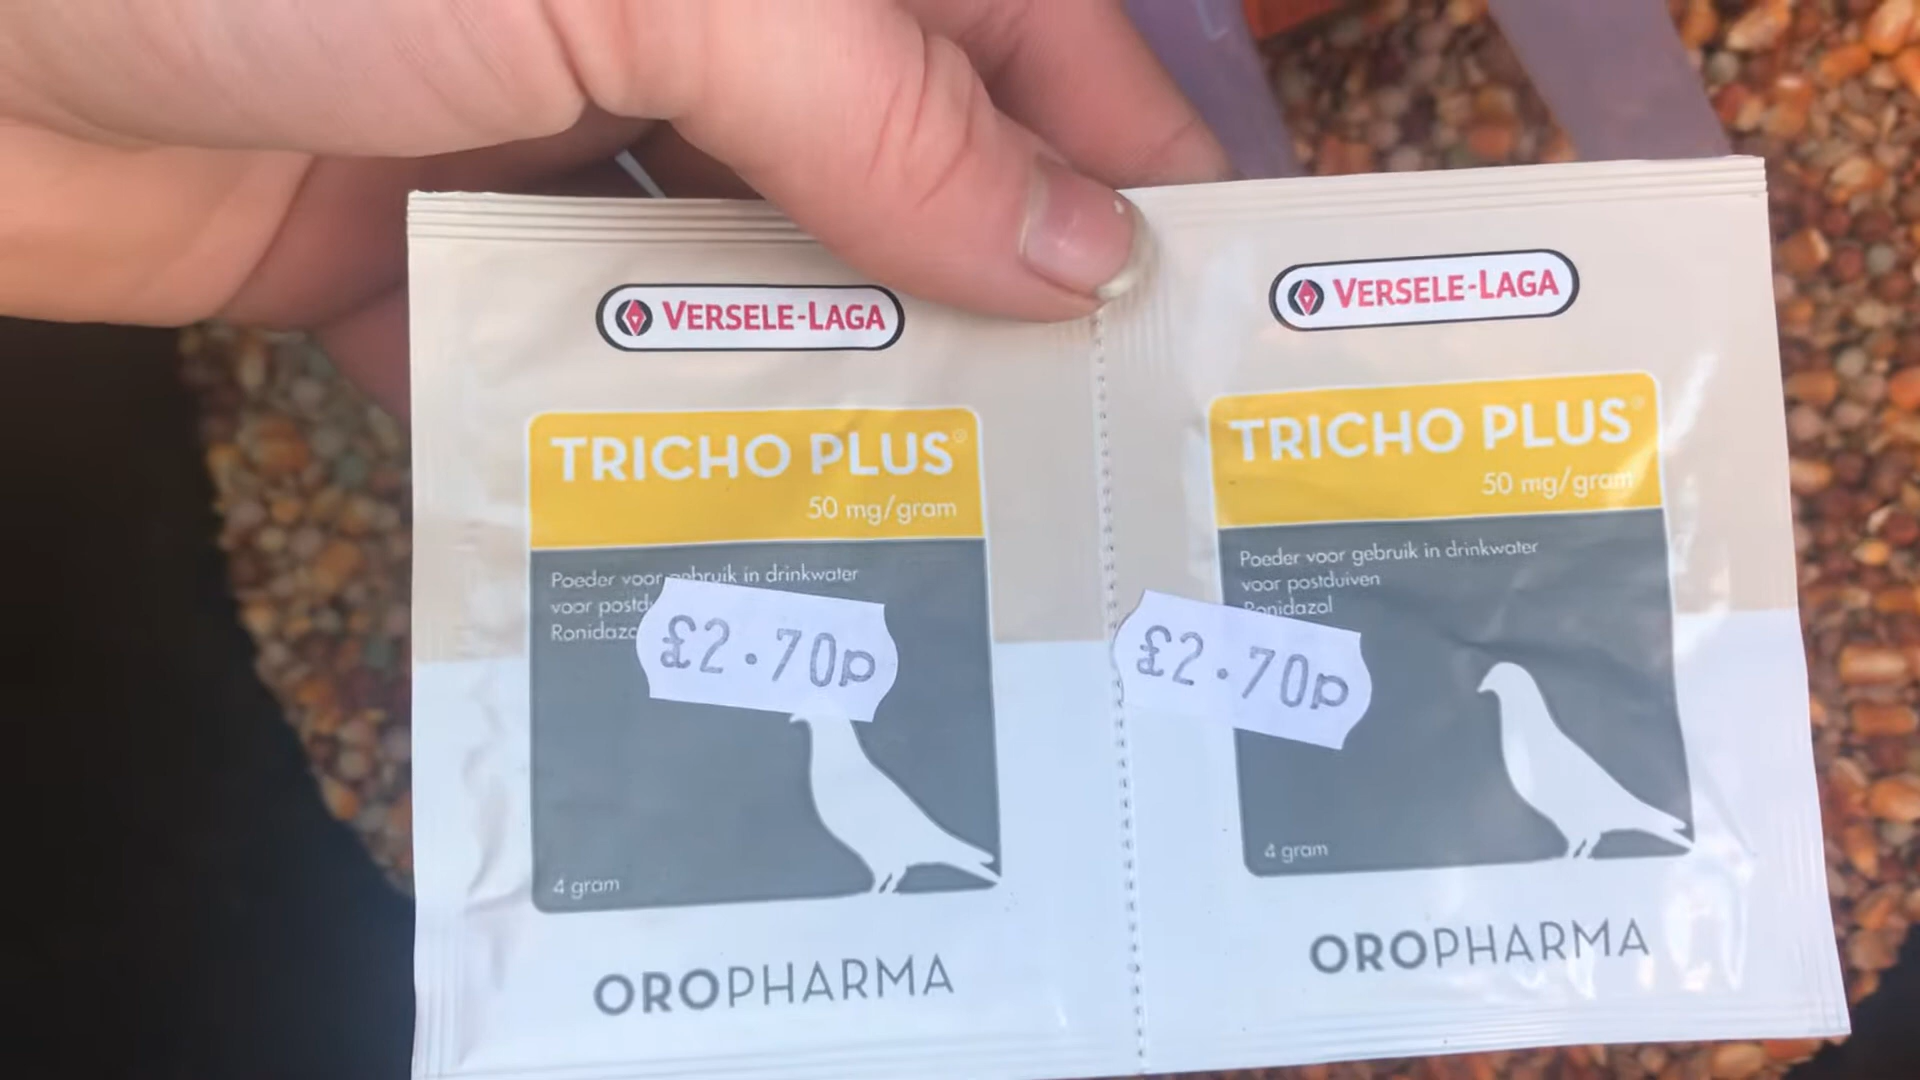 VERSELE-LAGA
TRICHO PLUS®
50 mg/gram
Poeder voor gebruik in drinkwater
voor
£2.70p
4 gram
OROPHARMA
VERSELE-LAGA
TRICHO PLUS®
50 mg/gram
Poeder voor gebruik in drinkwater
voor postduiven
Ronidazol
£2.70p
4 gram
OROPHARMA